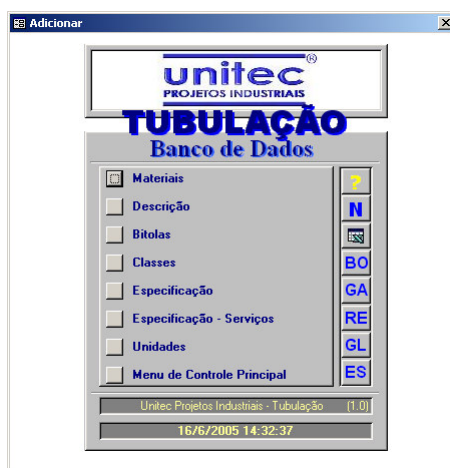 Adicionar
unitec®
PROJETOS INDUSTRIAIS
TUBULAÇÃO
Banco de Dados
Materiais
?
Descrição
N
Bitolas
Classes
BO
Especificação
GA
Especificação - Serviços
RE
Unidades
GL
Menu de Controle Principal
ES
Unitec Projetos Industriais - Tubulação (1.0)
16/6/2005 14:32:37